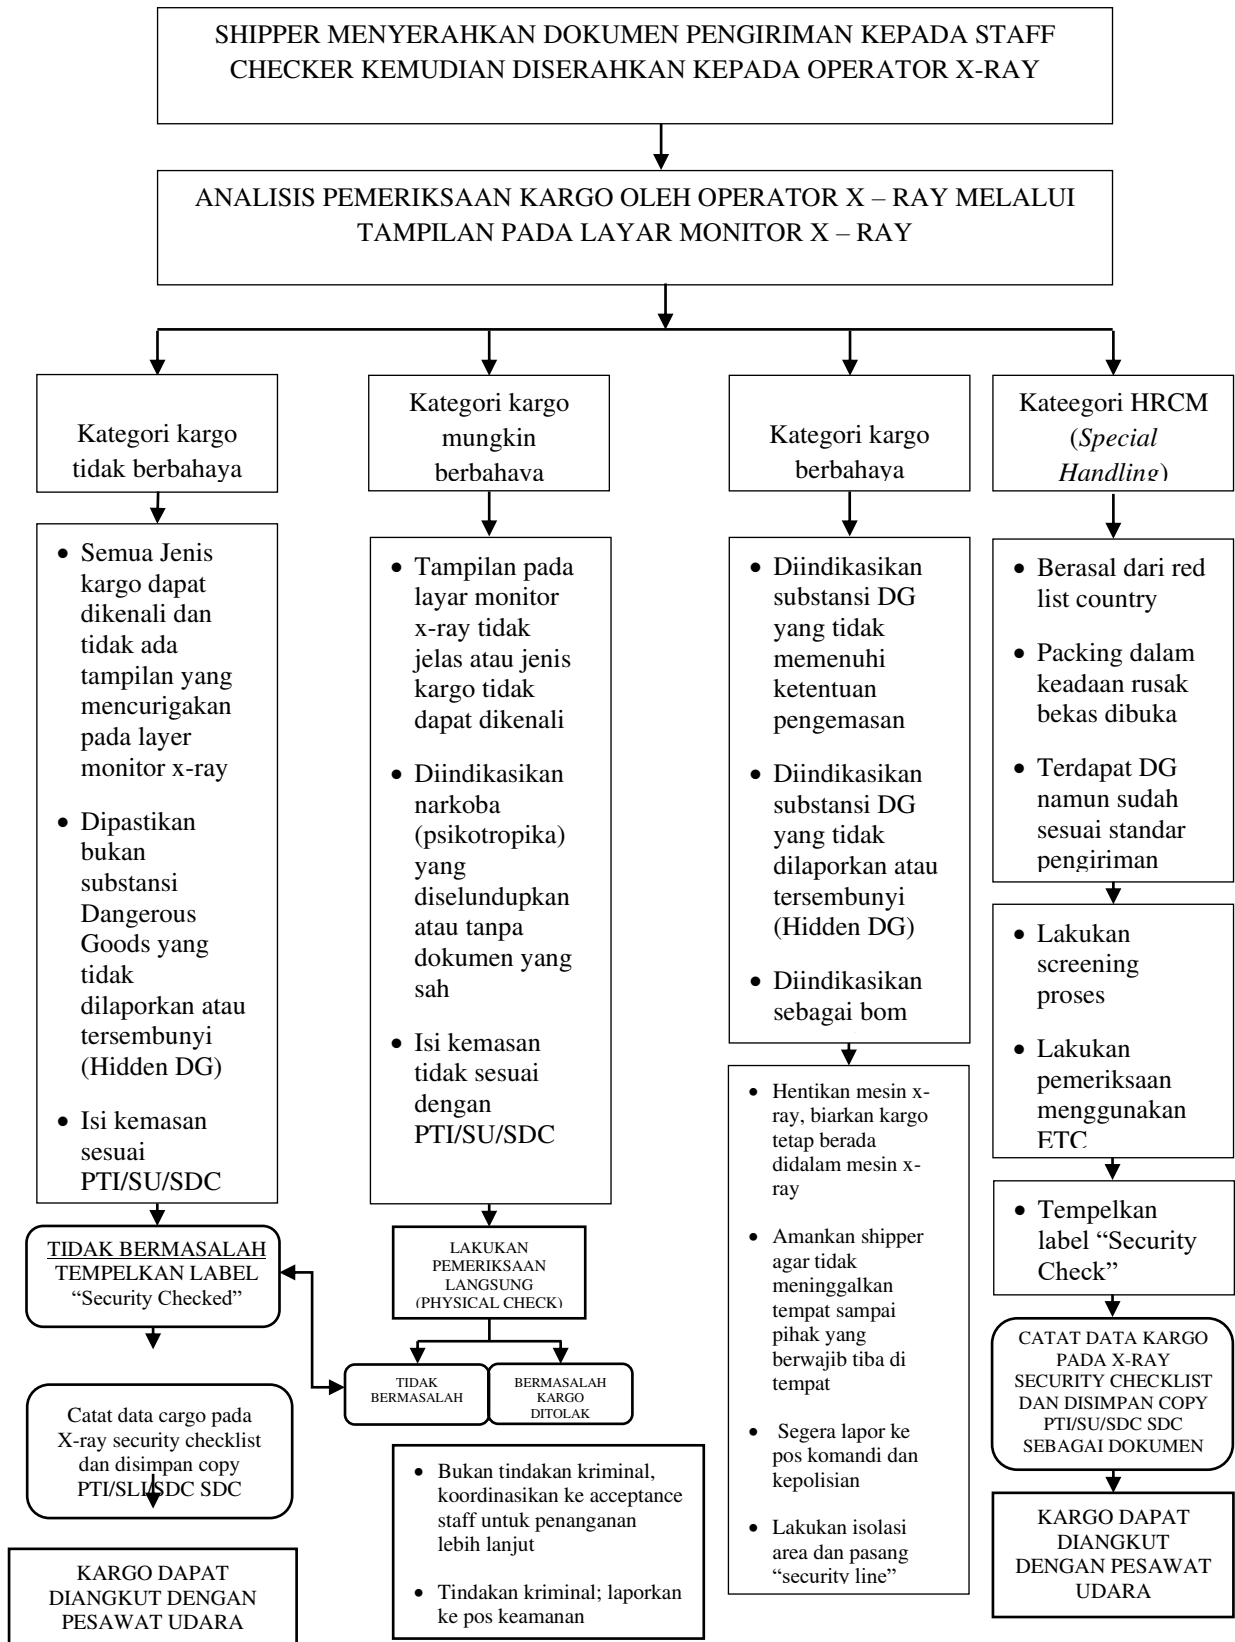 SHIPPER MENYERAHKAN DOKUMEN PENGIRIMAN KEPADA STAFF
CHECKER KEMUDIAN DISERAHKAN KEPADA OPERATOR X-RAY
ANALISIS PEMERIKSAAN KARGO OLEH OPERATOR X – RAY MELALUI
TAMPILAN PADA LAYAR MONITOR X – RAY
Kategori kargo
tidak berbahaya
Kategori kargo
mungkin
berbahaya
Kategori kargo
berbahaya
Kateegori HRCM
(Special
Handling)
• Semua Jenis
kargo dapat
dikenali dan
tidak ada
tampilan yang
mencurigakan
pada layer
monitor x-ray
• Dipastikan
bukan
substansi
Dangerous
Goods yang
tidak
dilaporkan atau
tersembunyi
(Hidden DG)
• Isi kemasan
sesuai
PTI/SU/SDC
• Tampilan pada
layar monitor
x-ray tidak
jelas atau jenis
kargo tidak
dapat dikenali
• Diindikasikan
narkoba
(psikotropika)
yang
diselundupkan
atau tanpa
dokumen yang
sah
• Isi kemasan
tidak sesuai
dengan
PTI/SU/SDC
• Diindikasikan
substansi DG
yang tidak
memenuhi
ketentuan
pengemasan
• Diindikasikan
substansi DG
yang tidak
dilaporkan atau
tersembunyi
(Hidden DG)
• Diindikasikan
sebagai bom
• Berasal dari red
list country
• Packing dalam
keadaan rusak
bekas dibuka
• Terdapat DG
namun sudah
sesuai standar
pengiriman
• Lakukan
screening
proses
• Lakukan
pemeriksaan
menggunakan
ETC
• Hentikan mesin x-
ray, biarkan kargo
tetap berada
didalam mesin x-
ray
• Amankan shipper
agar tidak
meninggalkan
tempat sampai
pihak yang
berwajib tiba di
tempat
• Segera lapor ke
pos komandi dan
kepolisian
• Lakukan isolasi
area dan pasang
“security line”
• Tempelkan
label “Security
Check”
TIDAK BERMASALAH
TEMPELKAN LABEL
“Security Checked”
LAKUKAN
PEMERIKSAAN
LANGSUNG
(PHYSICAL CHECK)
TIDAK
BERMASALAH
BERMASALAH
KARGO
DITOLAK
CATAT DATA KARGO
PADA X-RAY
SECURITY CHECKLIST
DAN DISIMPAN COPY
PTI/SU/SDC SDC
SEBAGAI DOKUMEN
Catat data cargo pada
X-ray security checklist
dan disimpan copy
PTI/SLI/SDC SDC
• Bukan tindakan kriminal,
koordinasikan ke acceptance
staff untuk penanganan
lebih lanjut
• Tindakan kriminal; laporkan
ke pos keamanan
KARGO DAPAT
DIANGKUT
DENGAN PESAWAT
UDARA
KARGO DAPAT
DIANGKUT DENGAN
PESAWAT UDARA